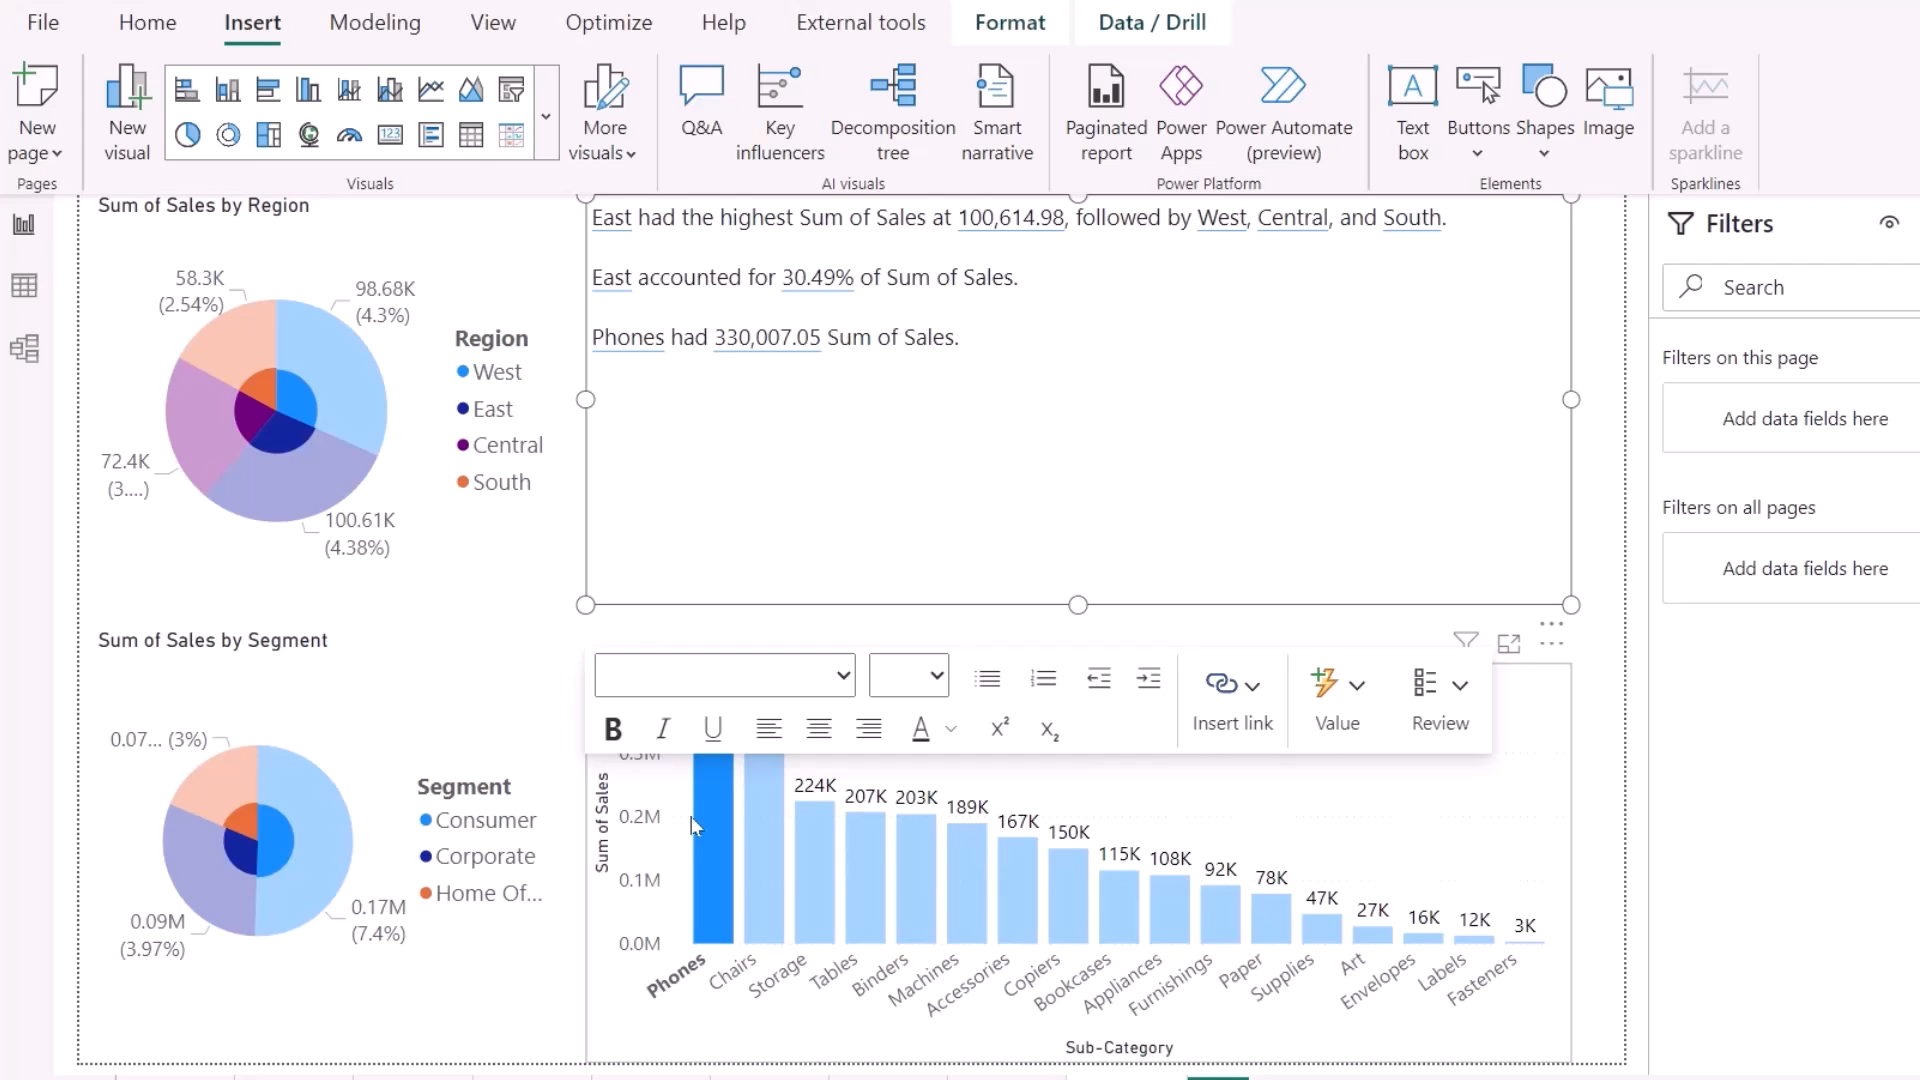 File Home Insert Modeling View Optimize Help External tools Format Data / Drill
New page
Pages
New visual
123
More visuals
Visuals
Q&A
Key influencers
Decomposition tree
Smart narrative
AI visuals
Paginated report
Power Apps
Power Automate (preview)
Power Platform
A
Text box
Buttons
Shapes
Image
Elements
Add a sparkline
Sparklines
Sum of Sales by Region
58.3K
(2.54%)
98.68K
(4.3%)
72.4K
(3....)
100.61K
(4.38%)
Region
West
East
Central
South
East had the highest Sum of Sales at 100,614.98, followed by West, Central, and South.
East accounted for 30.49% of Sum of Sales.
Phones had 330,007.05 Sum of Sales.
Filters
Search
Filters on this page
Add data fields here
Filters on all pages
Add data fields here
Sum of Sales by Segment
0.07... (3%)
0.09M
(3.97%)
0.17M
(7.4%)
Segment
Consumer
Corporate
Home Of...
B I U A x² x₂
Insert link
Value
Review
Sum of Sales
0.2M
0.1M
0.0M
224K
207K
203K
189K
167K
150K
115K
108K
92K
78K
47K
27K
16K
12K
3K
Phones
Chairs
Storage
Tables
Binders
Machines
Accessories
Copiers
Bookcases
Appliances
Furnishings
Paper
Supplies
Art
Envelopes
Labels
Fasteners
Sub-Category